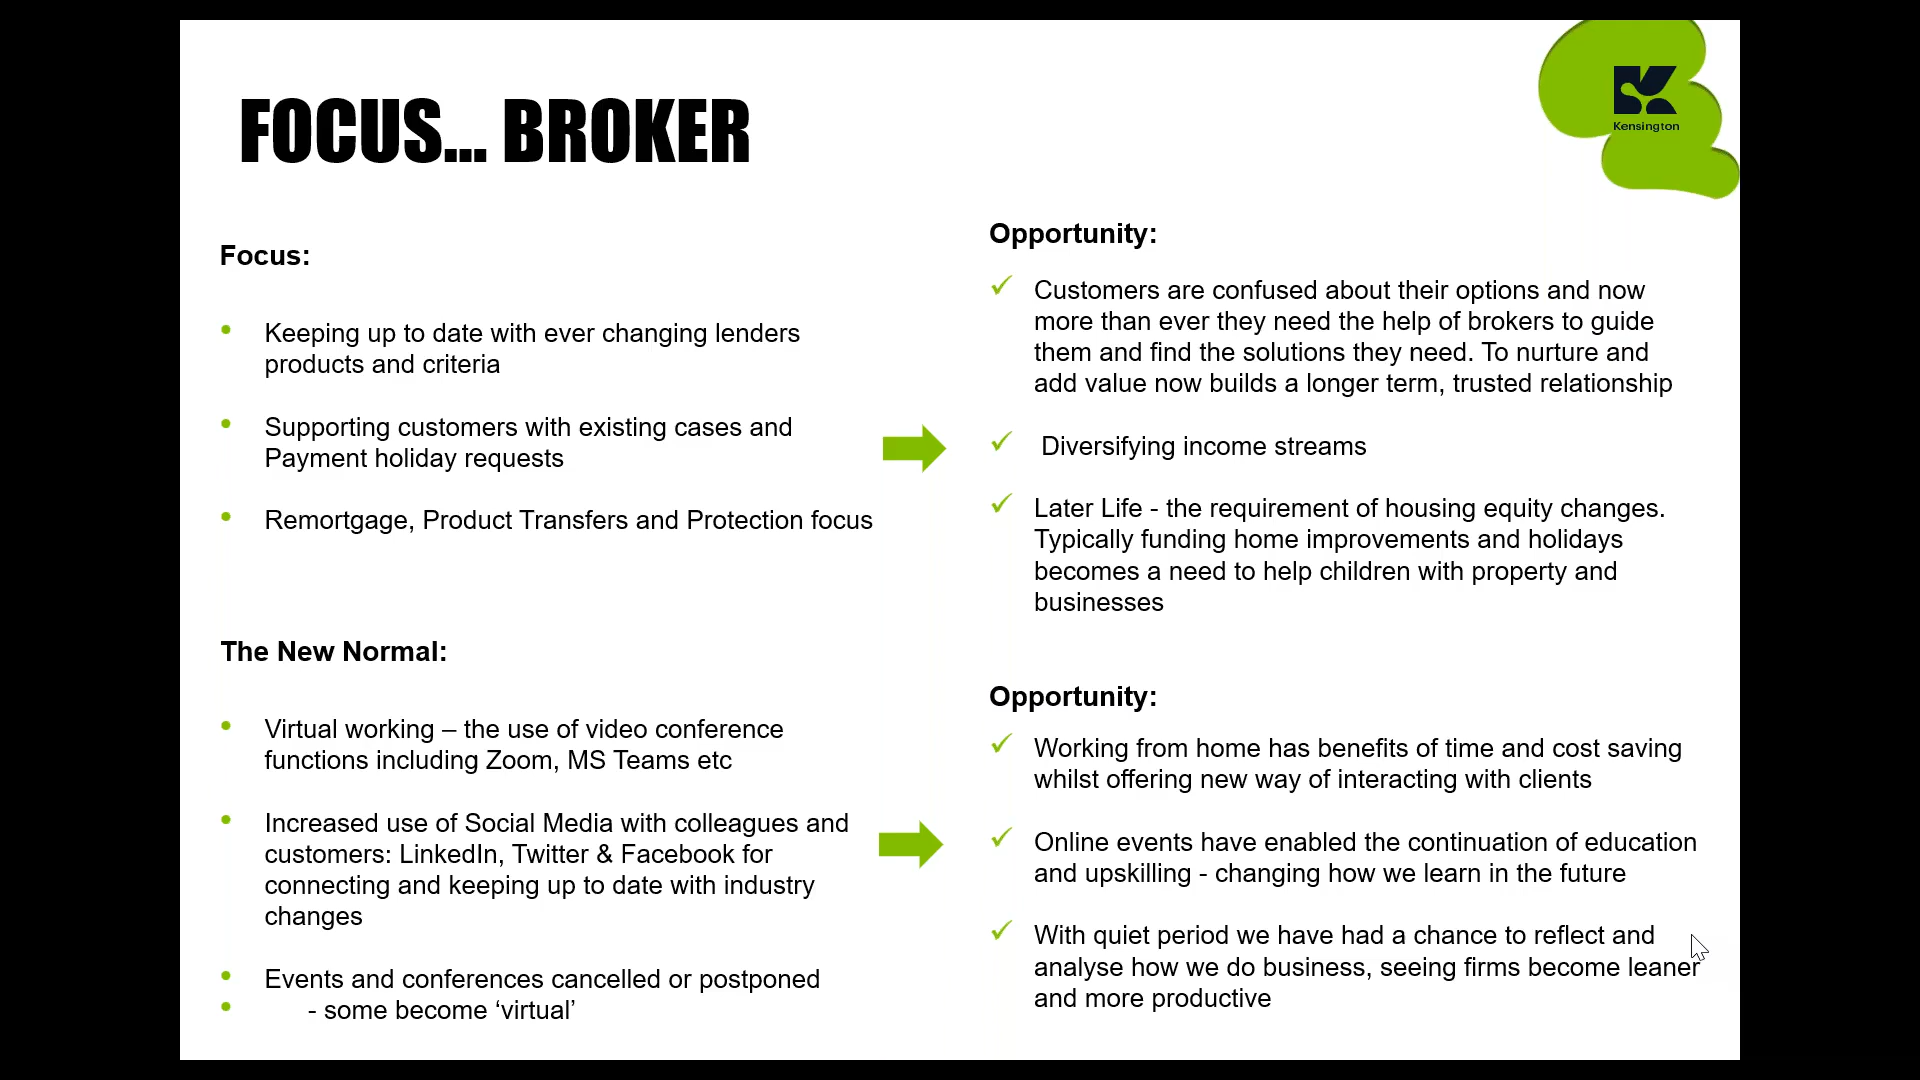 FOCUS... BROKER
Kensington
Focus:
• Keeping up to date with ever changing lenders
products and criteria
• Supporting customers with existing cases and
Payment holiday requests
• Remortgage, Product Transfers and Protection focus
Opportunity:
✓ Customers are confused about their options and now
more than ever they need the help of brokers to guide
them and find the solutions they need. To nurture and
add value now builds a longer term, trusted relationship
✓ Diversifying income streams
✓ Later Life - the requirement of housing equity changes.
Typically funding home improvements and holidays
becomes a need to help children with property and
businesses
The New Normal:
• Virtual working – the use of video conference
functions including Zoom, MS Teams etc
• Increased use of Social Media with colleagues and
customers: LinkedIn, Twitter & Facebook for
connecting and keeping up to date with industry
changes
• Events and conferences cancelled or postponed
• - some become ‘virtual’
Opportunity:
✓ Working from home has benefits of time and cost saving
whilst offering new way of interacting with clients
✓ Online events have enabled the continuation of education
and upskilling - changing how we learn in the future
✓ With quiet period we have had a chance to reflect and
analyse how we do business, seeing firms become leaner
and more productive